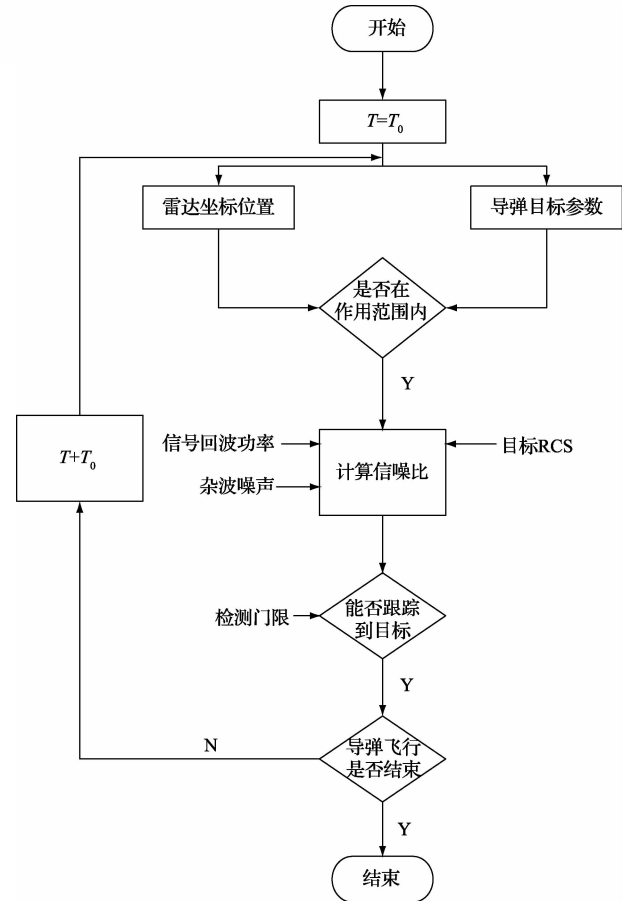 开始
T=T₀
雷达坐标位置
导弹目标参数
是否在
作用范围内
Y
T+T₀
信号回波功率
目标RCS
计算信噪比
杂波噪声
检测门限
能否跟踪
到目标
Y
N
导弹飞行
是否结束
Y
结束